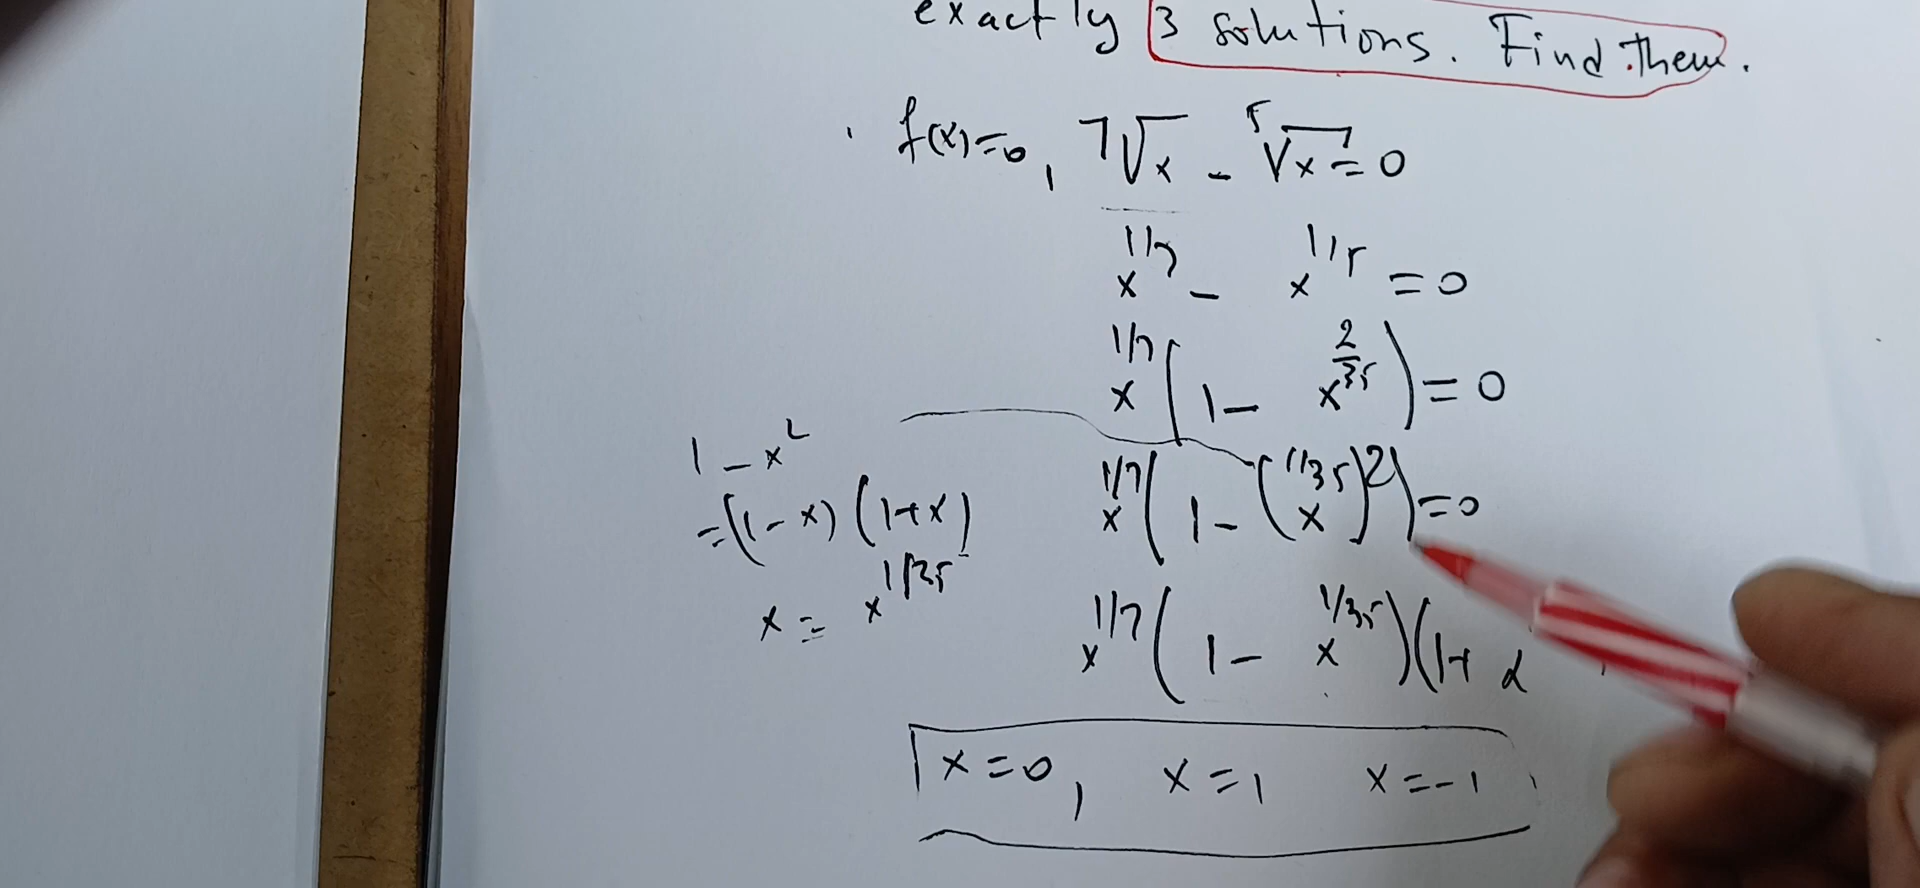 exactly 3 solutions. Find them.
f(x)=0, 7√x - ⁵√x = 0
x^1/7 - x^1/5 = 0
x^1/7 (1 - x^2/35) = 0
x^1/7 (1 - (x^1/35)^2) = 0
x^1/7 (1 - x^1/35)(1+
1 - x^2
= (1-x)(1+x)
x = x^1/35
x=0, x=1 x=-1